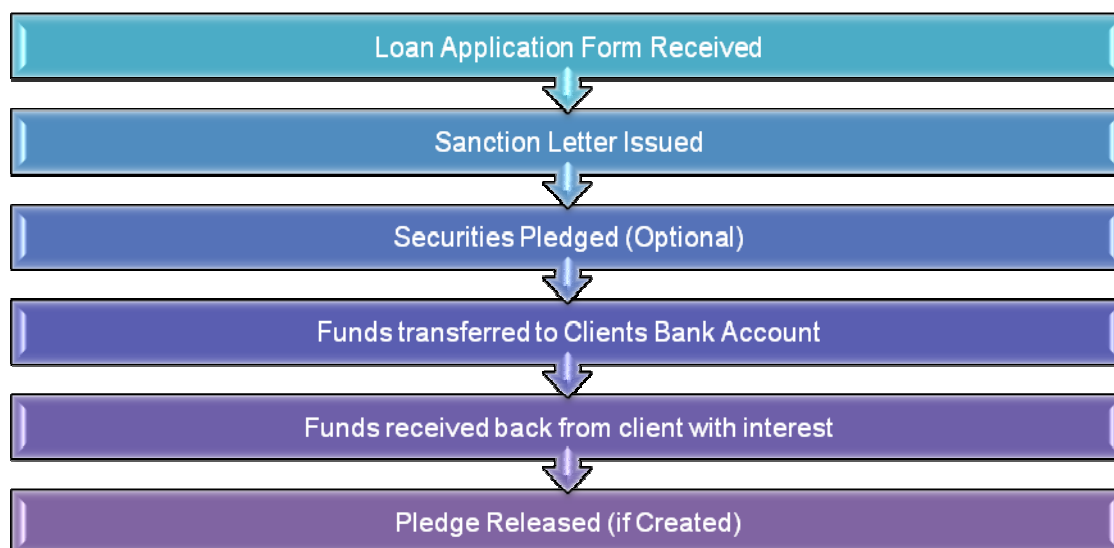 Loan Application Form Received
Sanction Letter Issued
Securities Pledged (Optional)
Funds transferred to Clients Bank Account
Funds received back from client with interest
Pledge Released (if Created)